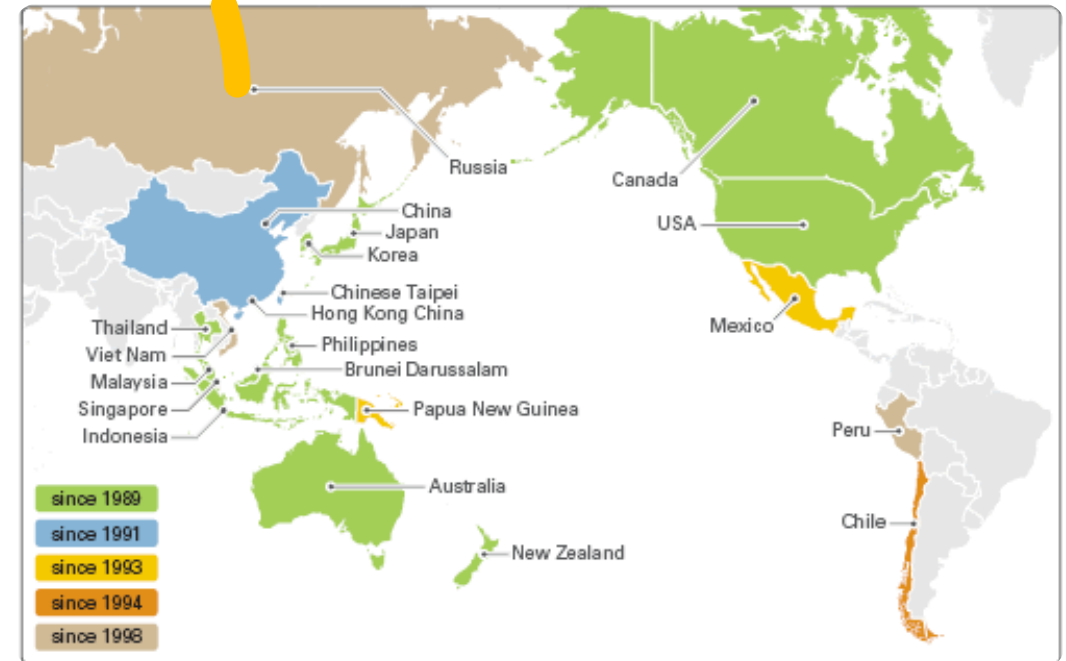 Russia
Canada
China
USA
Japan
Korea
Chinese Taipei
Hong Kong China
Mexico
Thailand
Philippines
Viet Nam
Brunei Darussalam
Malaysia
Singapore
Papua New Guinea
Peru
Indonesia
Australia
since 1989
Chile
since 1991
New Zealand
since 1993
since 1994
since 1998